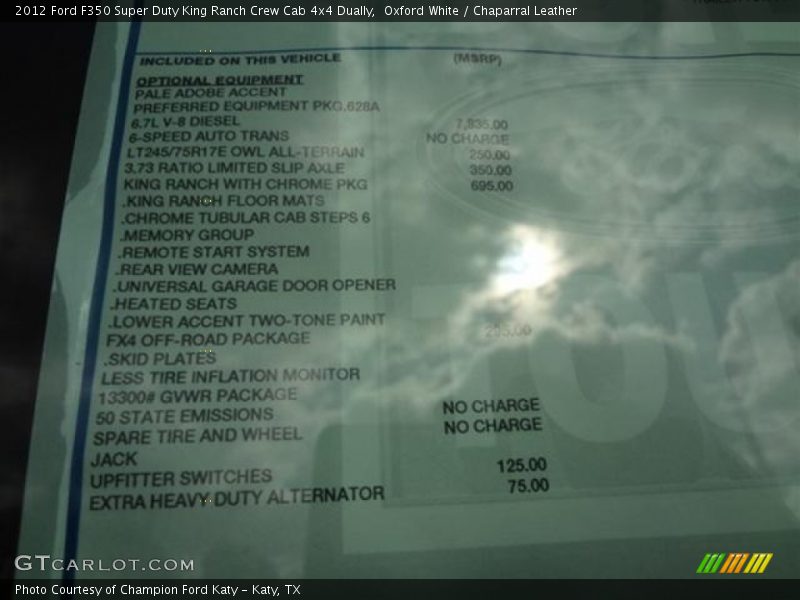 2012 Ford F350 Super Duty King Ranch Crew Cab 4x4 Dually, Oxford White / Chaparral Leather
INCLUDED ON THIS VEHICLE (MSRP)
OPTIONAL EQUIPMENT
PALE ADOBE ACCENT
PREFERRED EQUIPMENT PKG.628A
6.7L V-8 DIESEL 7,835.00
6-SPEED AUTO TRANS NO CHARGE
LT245/75R17E OWL ALL-TERRAIN 250.00
3.73 RATIO LIMITED SLIP AXLE 350.00
KING RANCH WITH CHROME PKG 695.00
.KING RANCH FLOOR MATS
.CHROME TUBULAR CAB STEPS 6
.MEMORY GROUP
.REMOTE START SYSTEM
.REAR VIEW CAMERA
.UNIVERSAL GARAGE DOOR OPENER
.HEATED SEATS
.LOWER ACCENT TWO-TONE PAINT
FX4 OFF-ROAD PACKAGE 295.00
.SKID PLATES
LESS TIRE INFLATION MONITOR
13300# GVWR PACKAGE
50 STATE EMISSIONS NO CHARGE
SPARE TIRE AND WHEEL NO CHARGE
JACK
UPFITTER SWITCHES 125.00
EXTRA HEAVY DUTY ALTERNATOR 75.00
GTCARLOT.COM
Photo Courtesy of Champion Ford Katy - Katy, TX